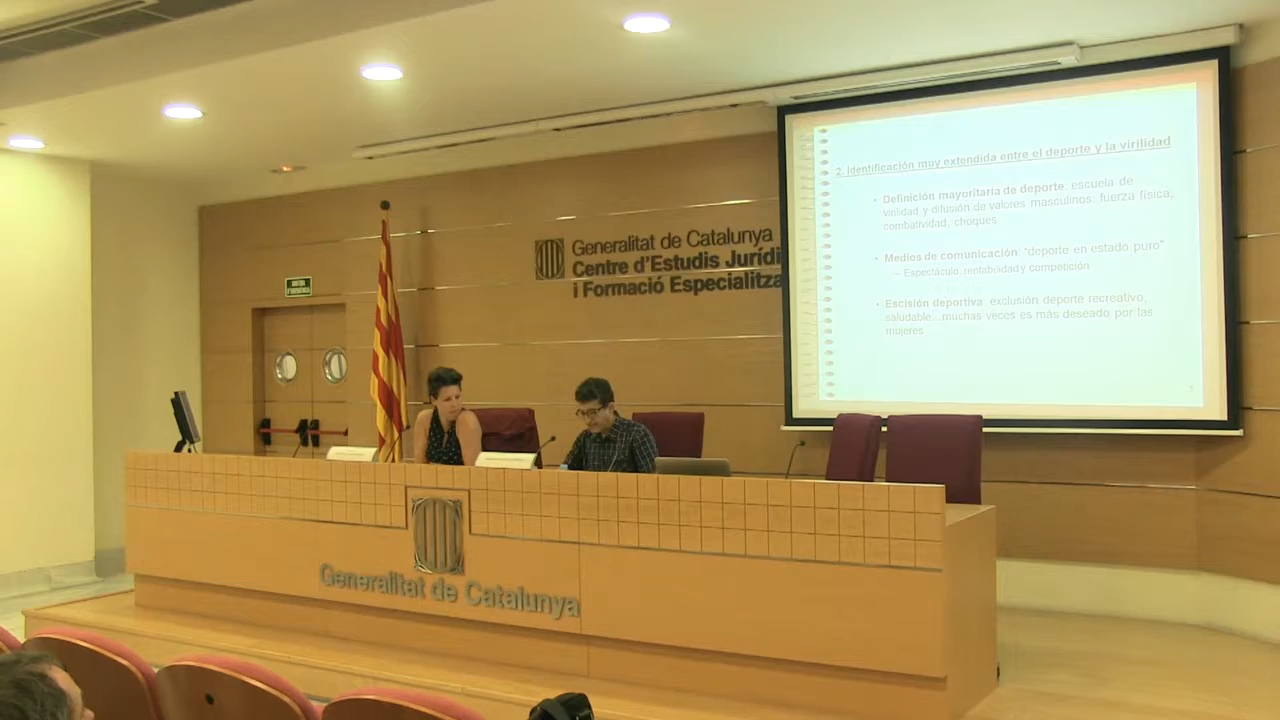 Generalitat de Catalunya
Centre d'Estudis Jurídi
i Formació Especialitza
2. Identificación muy extendida entre el deporte y la virilidad
• Definición mayoritaria de deporte: escuela de
virilidad y difusión de valores masculinos: fuerza física,
combatividad, choques
• Medios de comunicación: "deporte en estado puro"
– Espectáculo, rentabilidad y competición
• Escisión deportiva: exclusión deporte recreativo,
saludable...muchas veces es más deseado por las
mujeres
Generalitat de Catalunya